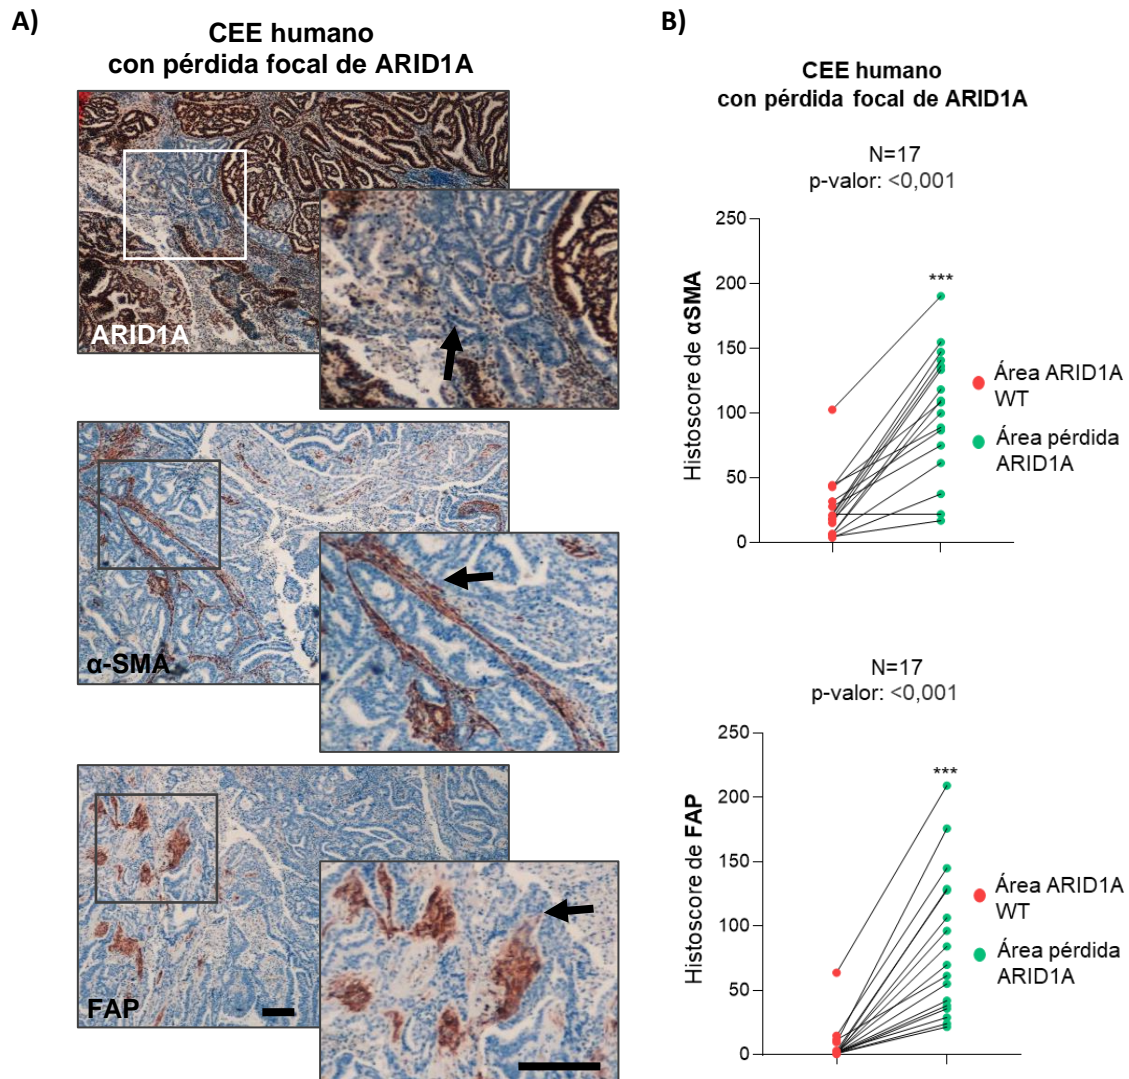 A)
CEE humano
con pérdida focal de ARID1A
ARID1A
α-SMA
FAP
B)
CEE humano
con pérdida focal de ARID1A
N=17
p-valor: <0,001
250
200
150
100
50
0
Histoscore de αSMA
***
Área ARID1A
WT
Área pérdida
ARID1A
N=17
p-valor: <0,001
250
200
150
100
50
0
Histoscore de FAP
***
Área ARID1A
WT
Área pérdida
ARID1A